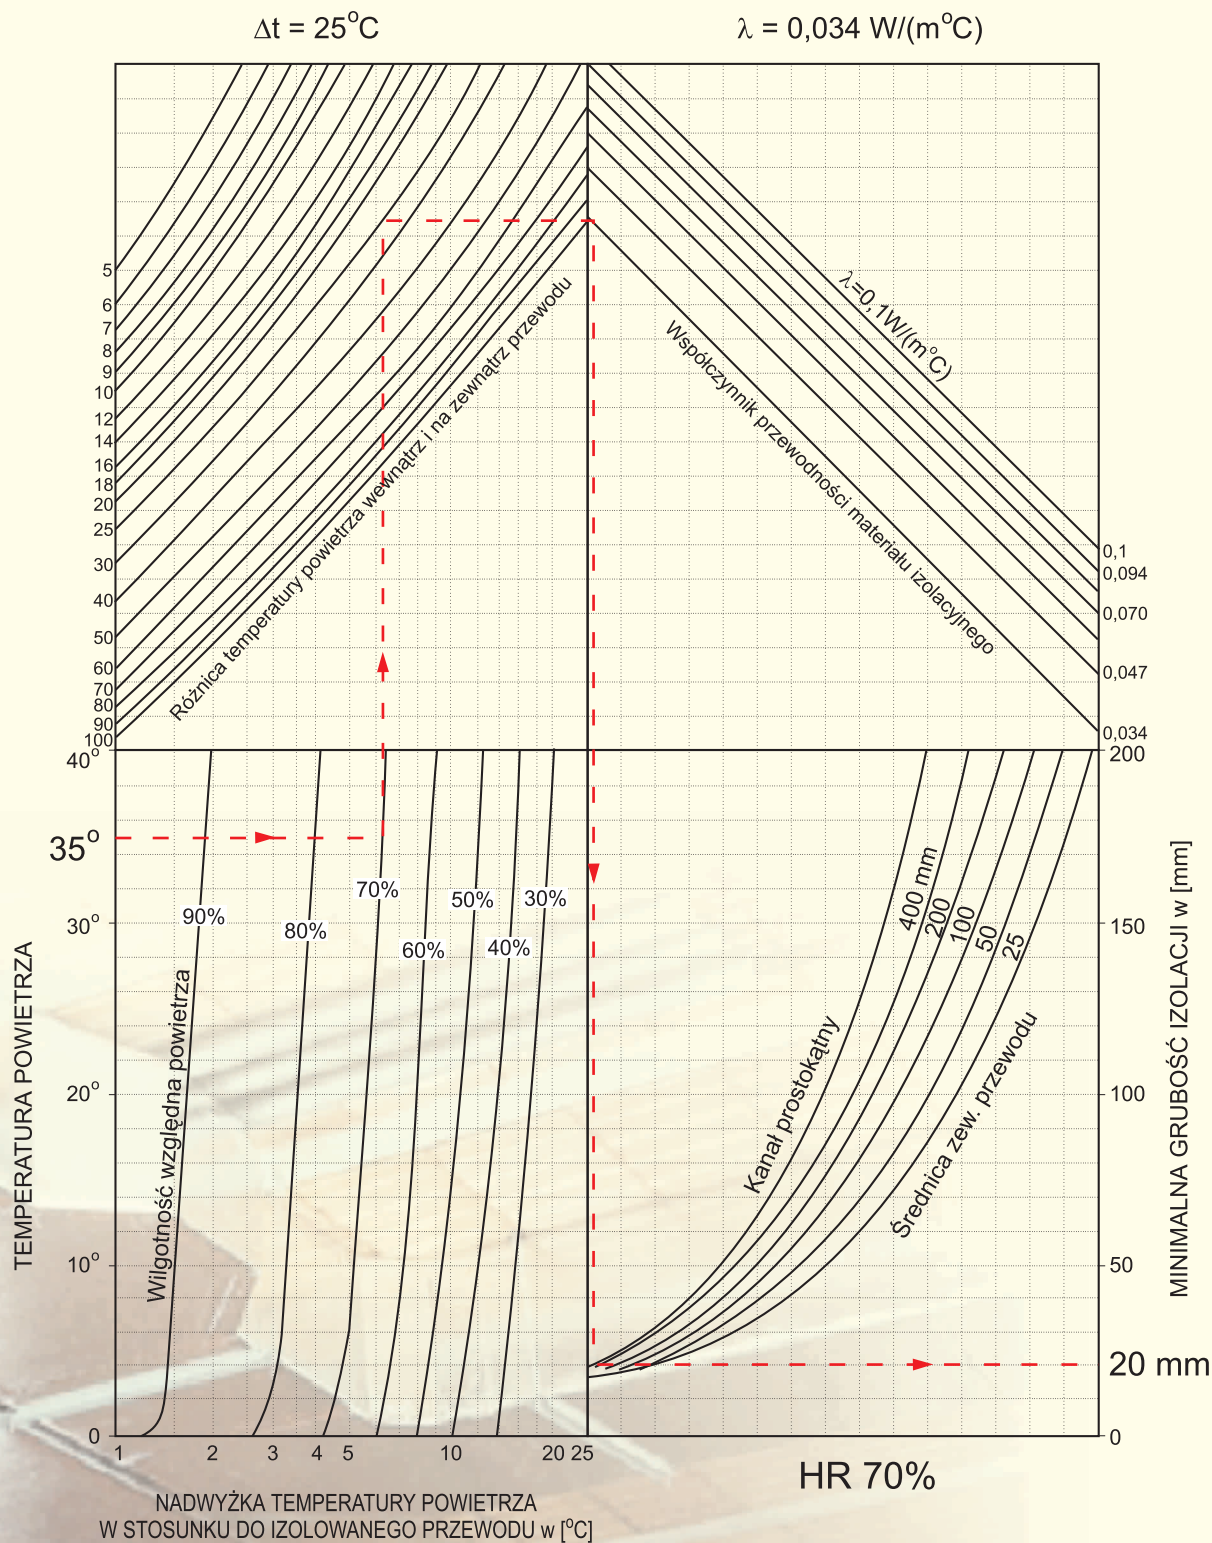 Δt = 25°C
λ = 0,034 W/(m°C)
5
6
7
8
9
10
12
14
16
18
20
25
30
40
50
60
70
80
90
100
Różnica temperatury powietrza wewnątrz i na zewnątrz przewodu
λ=0,1W/(m°C)
Współczynnik przewodności materiału izolacyjnego
0,1
0,094
0,070
0,047
0,034
40°
35°
30°
20°
10°
0
TEMPERATURA POWIETRZA
90%
80%
70%
60%
50%
40%
30%
Wilgotność względna powietrza
400 mm
200
100
50
25
Kanał prostokątny
Średnica zew. przewodu
200
150
100
50
20 mm
0
MINIMALNA GRUBOŚĆ IZOLACJI w [mm]
1 2 3 4 5 10 20 25
HR 70%
NADWYŻKA TEMPERATURY POWIETRZA
W STOSUNKU DO IZOLOWANEGO PRZEWODU w [°C]